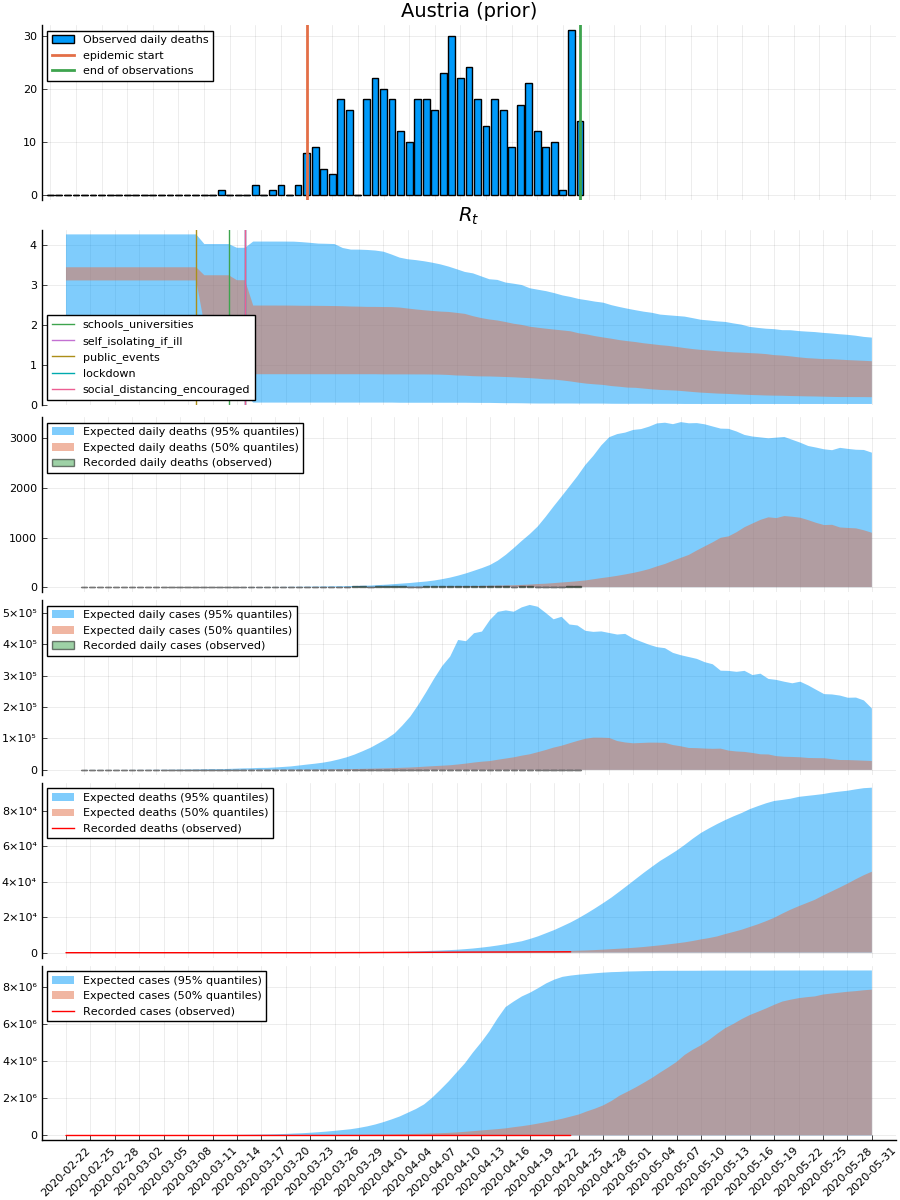 Austria (prior)
30
20
10
0
Observed daily deaths
epidemic start
end of observations
Rₜ
4
3
2
1
0
schools_universities
self_isolating_if_ill
public_events
lockdown
social_distancing_encouraged
3000
2000
1000
0
Expected daily deaths (95% quantiles)
Expected daily deaths (50% quantiles)
Recorded daily deaths (observed)
5×10⁵
4×10⁵
3×10⁵
2×10⁵
1×10⁵
0
Expected daily cases (95% quantiles)
Expected daily cases (50% quantiles)
Recorded daily cases (observed)
8×10⁴
6×10⁴
4×10⁴
2×10⁴
0
Expected deaths (95% quantiles)
Expected deaths (50% quantiles)
Recorded deaths (observed)
8×10⁶
6×10⁶
4×10⁶
2×10⁶
0
Expected cases (95% quantiles)
Expected cases (50% quantiles)
Recorded cases (observed)
2020-02-22
2020-02-25
2020-02-28
2020-03-02
2020-03-05
2020-03-08
2020-03-11
2020-03-14
2020-03-17
2020-03-20
2020-03-23
2020-03-26
2020-03-29
2020-04-01
2020-04-04
2020-04-07
2020-04-10
2020-04-13
2020-04-16
2020-04-19
2020-04-22
2020-04-25
2020-04-28
2020-05-01
2020-05-04
2020-05-07
2020-05-10
2020-05-13
2020-05-16
2020-05-19
2020-05-22
2020-05-25
2020-05-28
2020-05-31